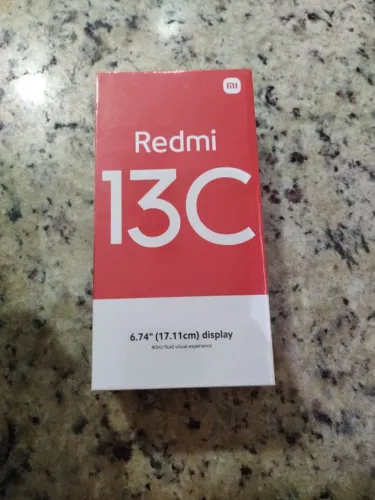 mi
Redmi
13C
6.74" (17.11cm) display
90Hz fluid visual experience